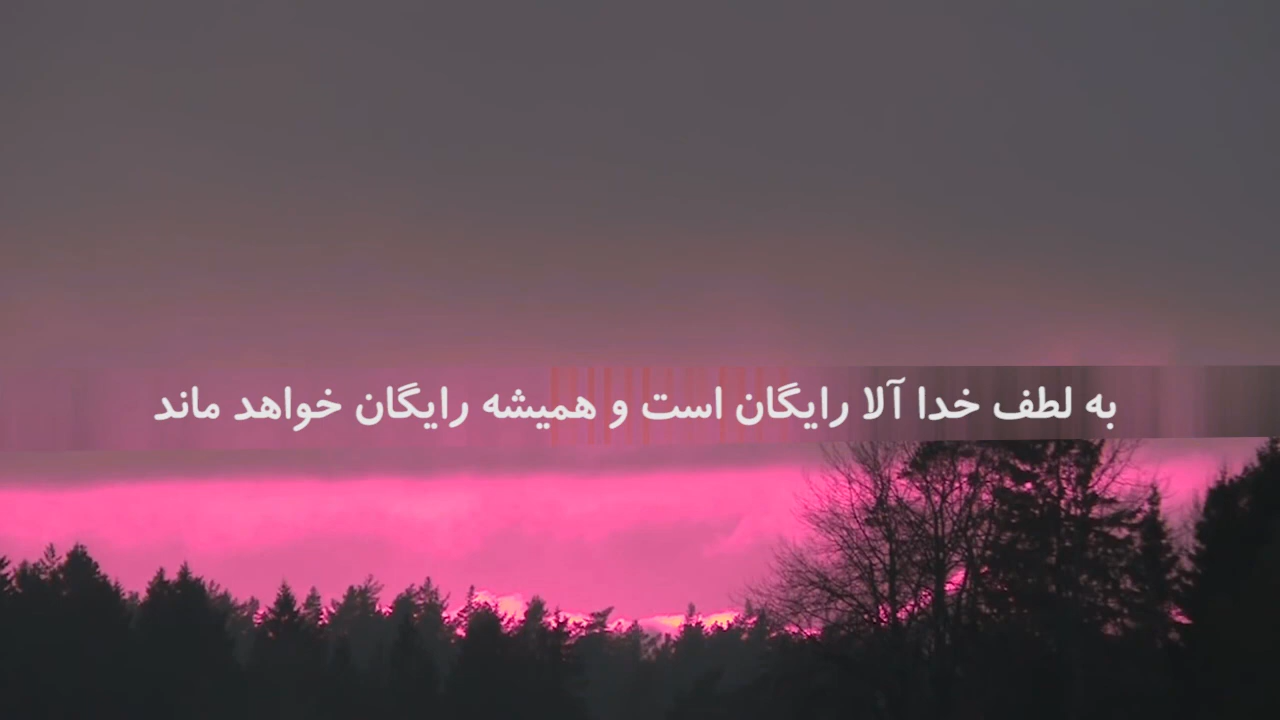 به لطف خدا آلا رایگان است و همیشه رایگان خواهد ماند